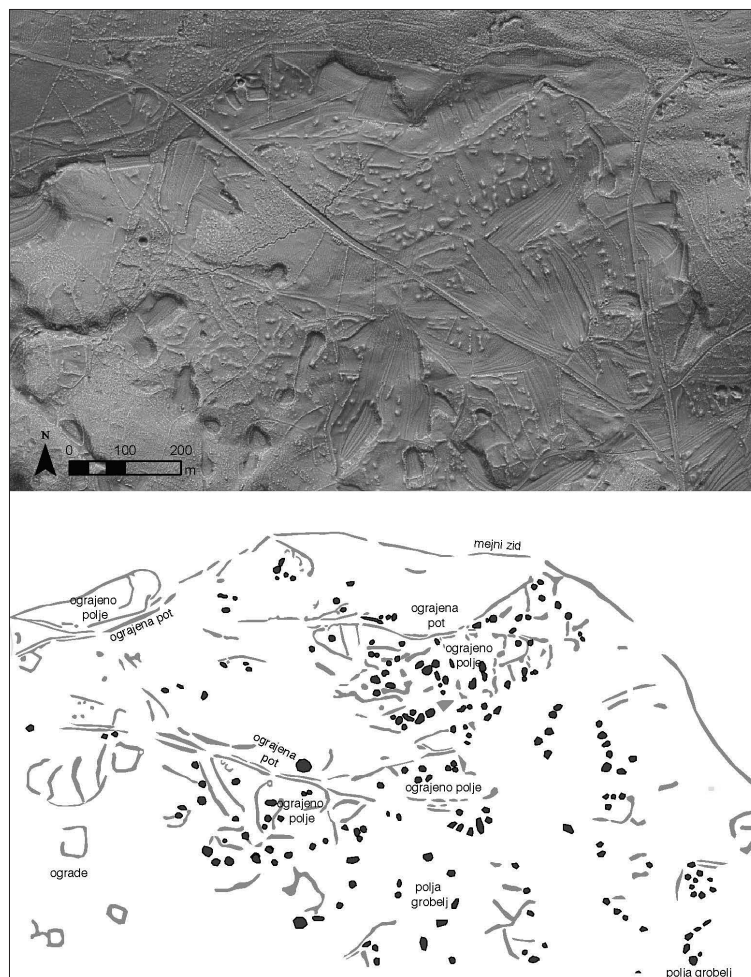 N
0 100 200
m
mejni zid
ograjeno
polje
ograjena pot
ograjena
pot
ograjeno
polje
ograjena
pot
ograjeno
polje
ograjeno polje
ograde
polja
grobelj
polja grobelj